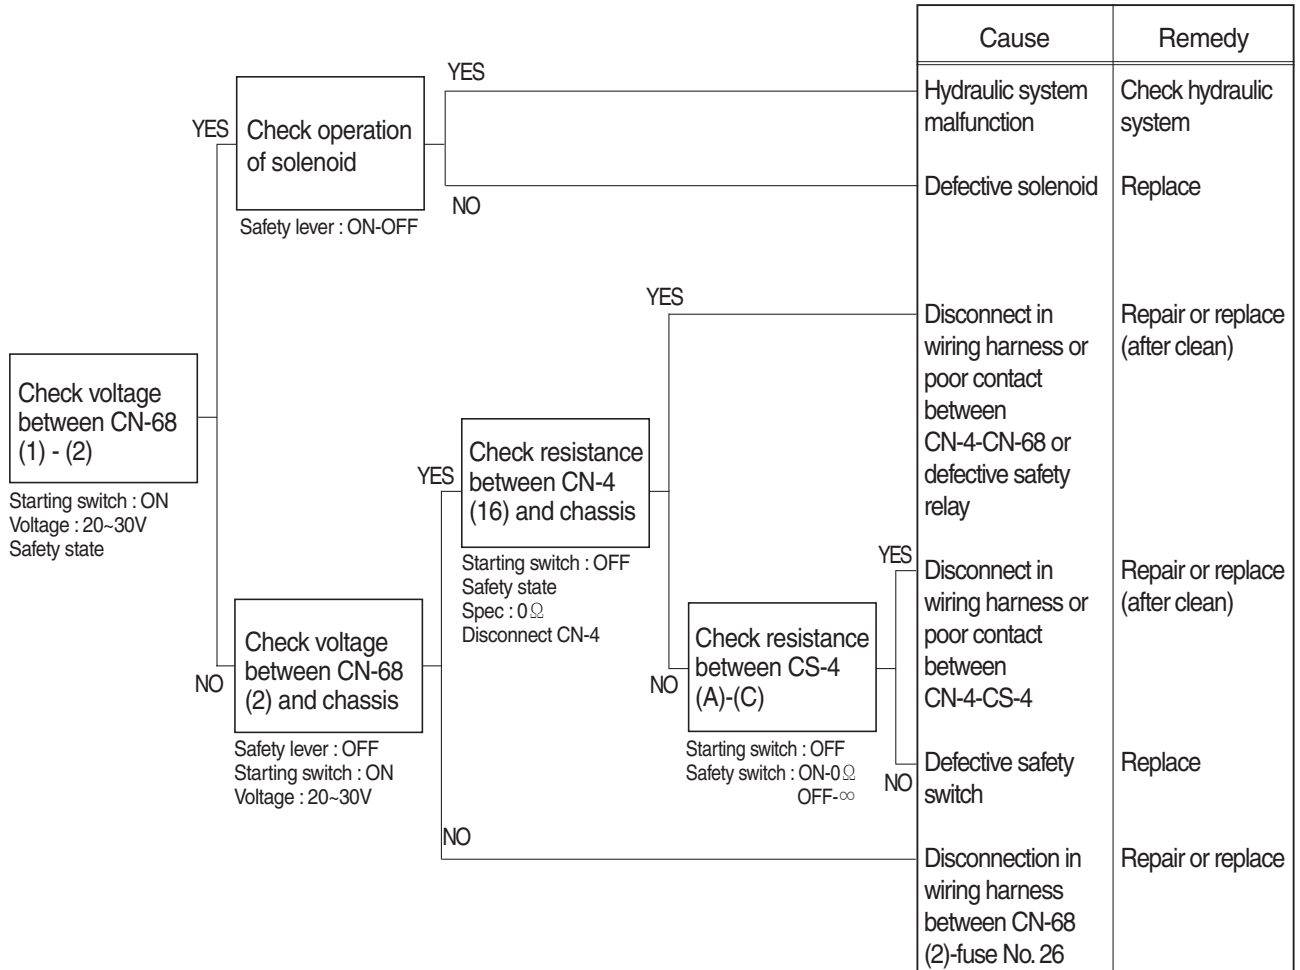 Cause
Remedy
YES
Hydraulic system
malfunction
Check hydraulic
system
YES
Check operation
of solenoid
NO
Defective solenoid
Replace
Safety lever : ON-OFF
YES
Disconnect in
wiring harness or
poor contact
between
CN-4-CN-68 or
defective safety
relay
Repair or replace
(after clean)
Check voltage
between CN-68
(1) - (2)
Starting switch : ON
Voltage : 20~30V
Safety state
YES
Check resistance
between CN-4
(16) and chassis
Starting switch : OFF
Safety state
Spec : 0Ω
Disconnect CN-4
YES
Disconnect in
wiring harness or
poor contact
between
CN-4-CS-4
Repair or replace
(after clean)
NO
Check voltage
between CN-68
(2) and chassis
Safety lever : OFF
Starting switch : ON
Voltage : 20~30V
NO
Check resistance
between CS-4
(A)-(C)
Starting switch : OFF
Safety switch : ON-0Ω
OFF-∞
NO
Defective safety
switch
Replace
NO
Disconnection in
wiring harness
between CN-68
(2)-fuse No. 26
Repair or replace